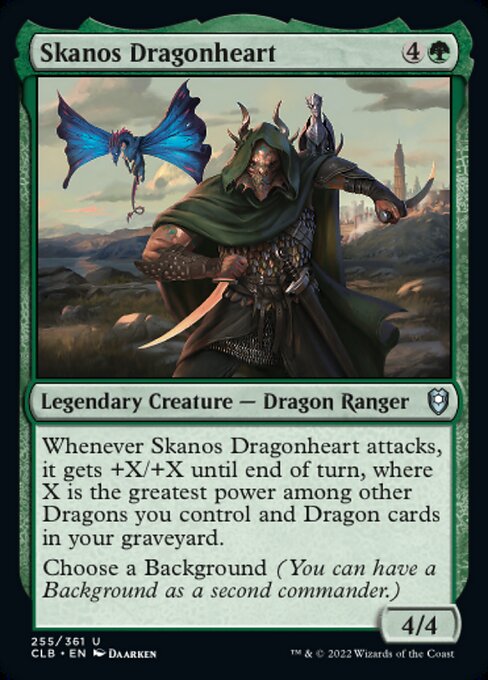 Skanos Dragonheart 4
Legendary Creature — Dragon Ranger
Whenever Skanos Dragonheart attacks,
it gets +X/+X until end of turn, where
X is the greatest power among other
Dragons you control and Dragon cards
in your graveyard.
Choose a Background (You can have a
Background as a second commander.)
4/4
255/361 U
CLB • EN DAARKEN
™ & © 2022 Wizards of the Coast